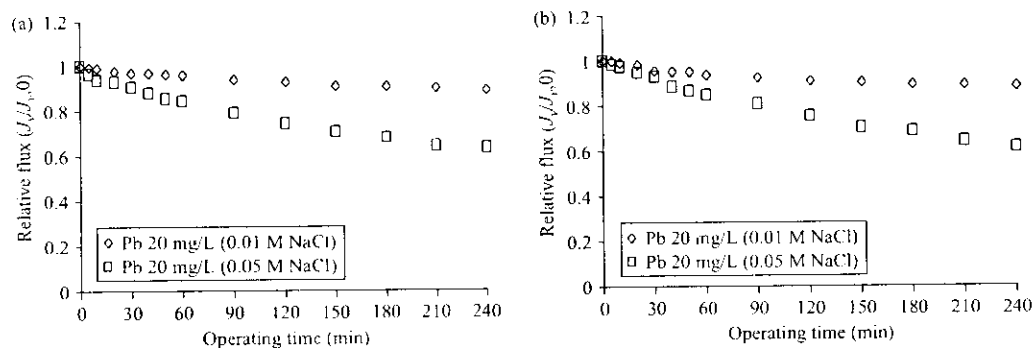 (a)
1.2
1
0.8
0.6
0.4
0.2
0
Relative flux (Jv/Jv,0)
Pb 20 mg/L (0.01 M NaCl)
Pb 20 mg/L (0.05 M NaCl)
0 30 60 90 120 150 180 210 240
Operating time (min)
(b)
1.2
1
0.8
0.6
0.4
0.2
0
Relative flux (Jv/Jv,0)
Pb 20 mg/L (0.01 M NaCl)
Pb 20 mg/L (0.05 M NaCl)
0 30 60 90 120 150 180 210 240
Operating time (min)